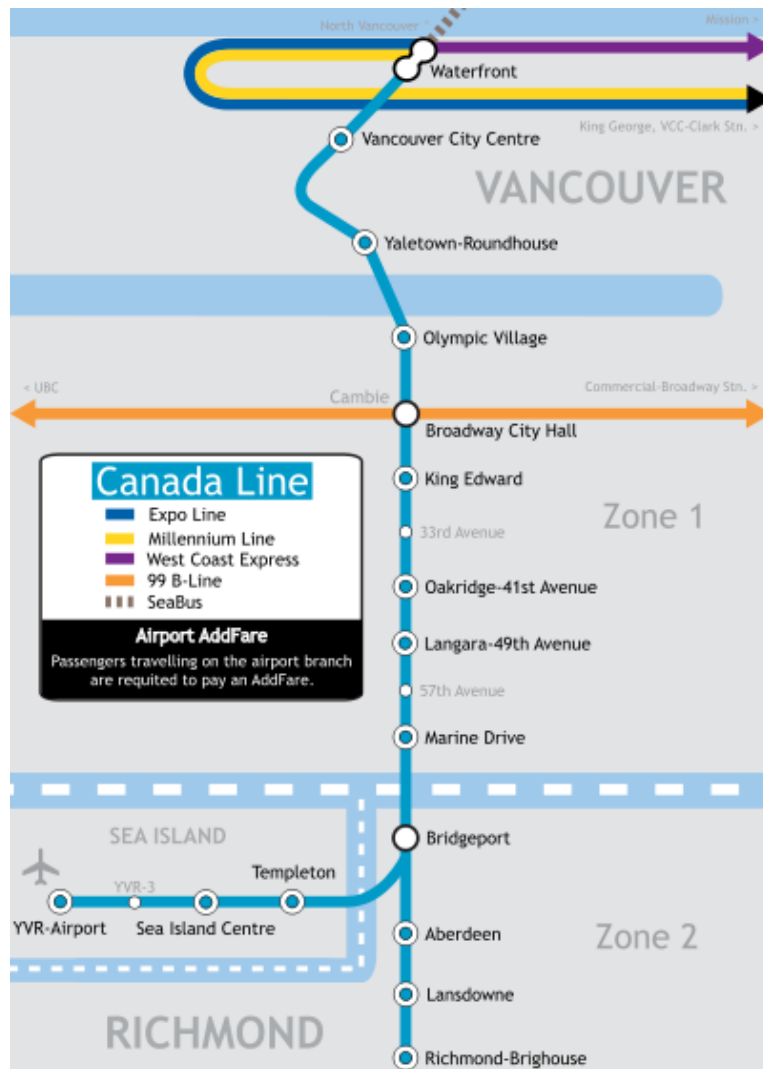 North Vancouver ^
Mission >
Waterfront
King George, VCC-Clark Stn. >
Vancouver City Centre
VANCOUVER
Yaletown-Roundhouse
Olympic Village
< UBC
Cambie
Commercial-Broadway Stn. >
Broadway City Hall
Canada Line
Expo Line
Millennium Line
West Coast Express
99 B-Line
SeaBus
Airport AddFare
Passengers travelling on the airport branch
are requited to pay an AddFare.
King Edward
Zone 1
33rd Avenue
Oakridge-41st Avenue
Langara-49th Avenue
57th Avenue
Marine Drive
SEA ISLAND
Bridgeport
Templeton
YVR-3
YVR-Airport
Sea Island Centre
Aberdeen
Zone 2
Lansdowne
RICHMOND
Richmond-Brighouse